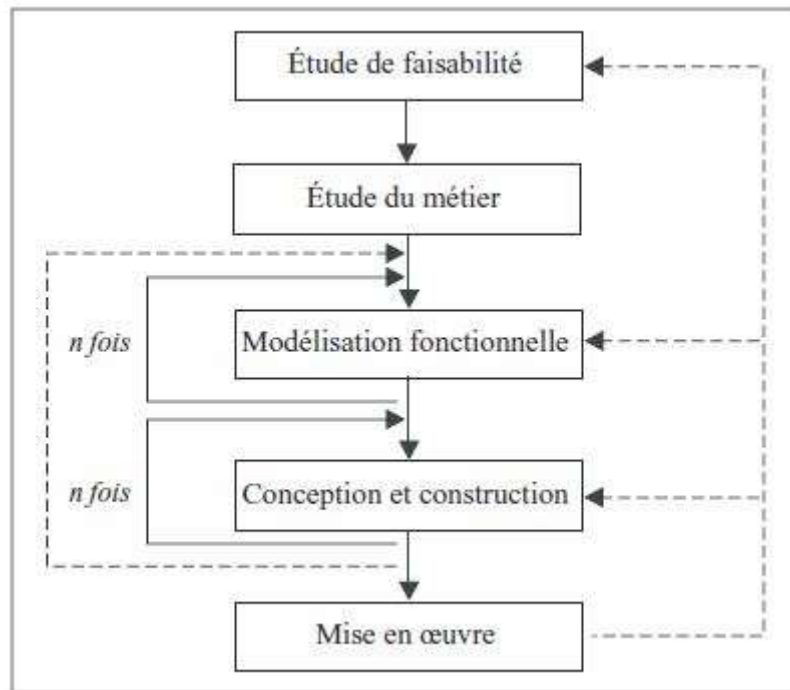 Étude de faisabilité
Étude du métier
n fois
Modélisation fonctionnelle
n fois
Conception et construction
Mise en œuvre